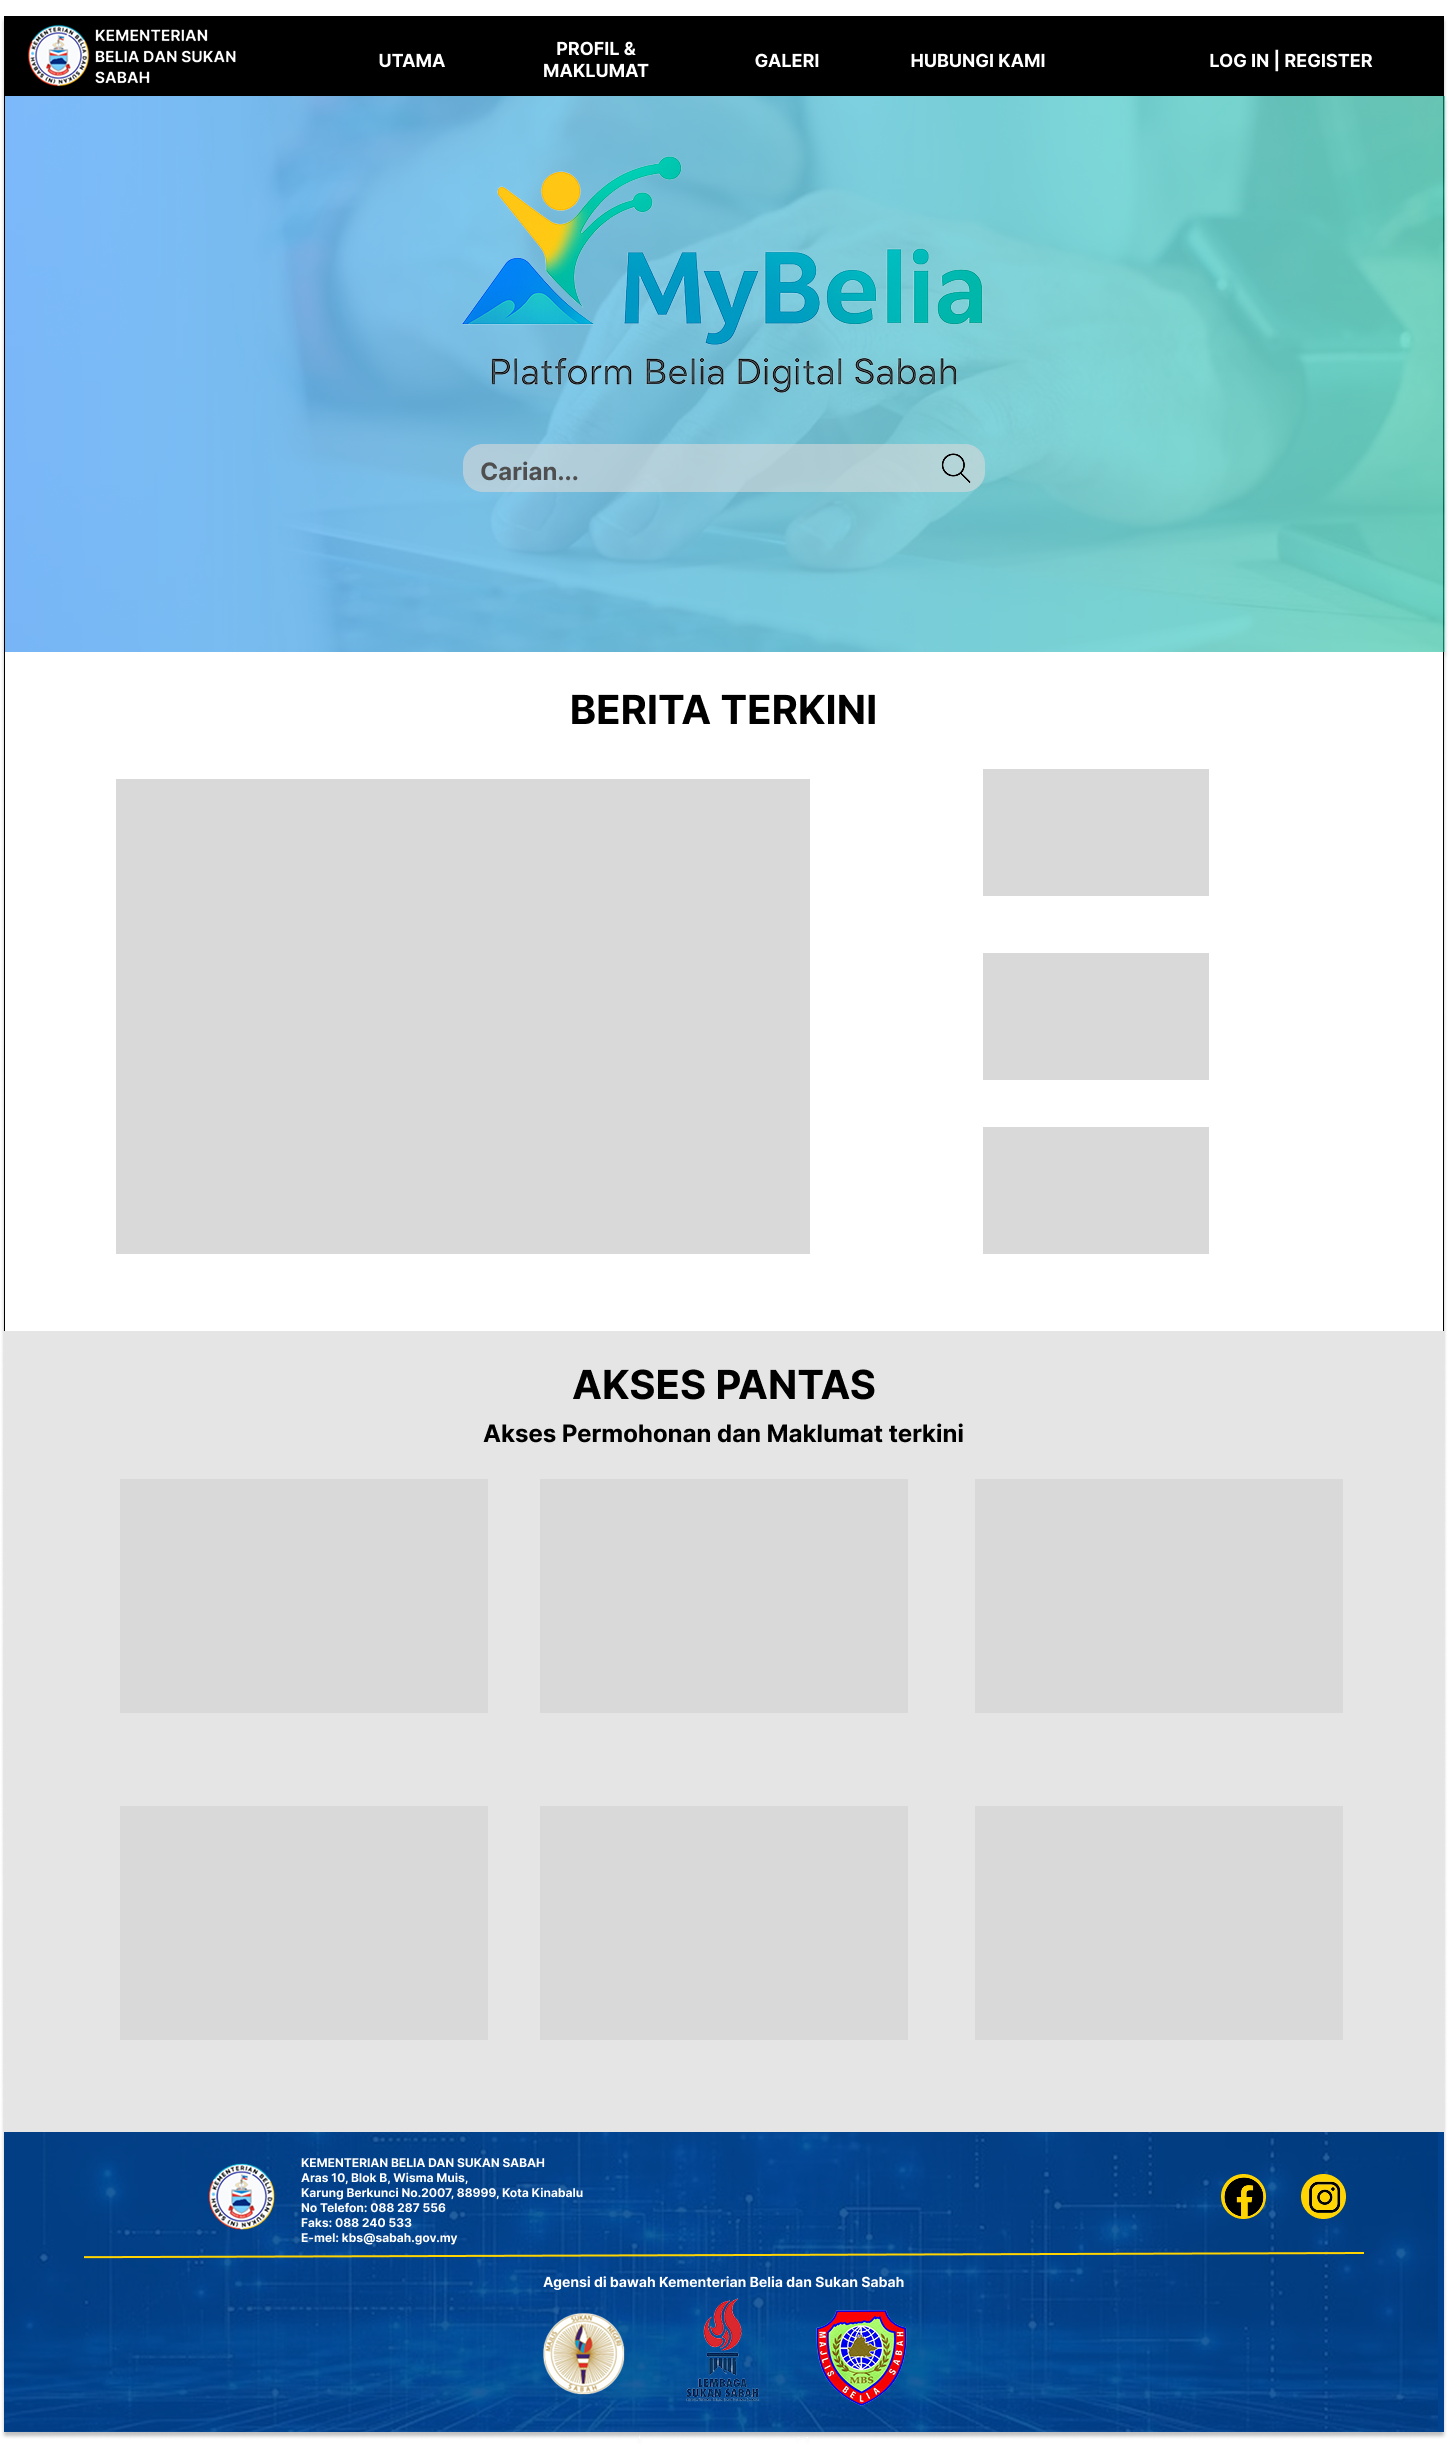 KEMENTERIAN
BELIA DAN SUKAN
SABAH
UTAMA
PROFIL &
MAKLUMAT
GALERI
HUBUNGI KAMI
LOG IN | REGISTER
MyBelia
Platform Belia Digital Sabah
Carian...
BERITA TERKINI
AKSES PANTAS
Akses Permohonan dan Maklumat terkini
KEMENTERIAN BELIA DAN SUKAN SABAH
Aras 10, Blok B, Wisma Muis,
Karung Berkunci No.2007, 88999, Kota Kinabalu
No Telefon: 088 287 556
Faks: 088 240 533
E-mel: kbs@sabah.gov.my
Agensi di bawah Kementerian Belia dan Sukan Sabah
SUKAN
SABAH
LEMBAGA
SUKAN SABAH
MAJLIS BELIA SABAH
MBS